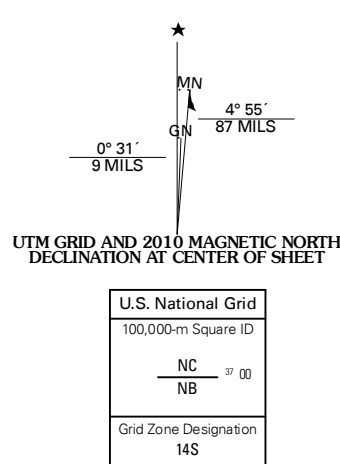 MN
4° 55´
87 MILS
GN
0° 31´
9 MILS
UTM GRID AND 2010 MAGNETIC NORTH
DECLINATION AT CENTER OF SHEET
U.S. National Grid
100,000-m Square ID
NC
37 00
NB
Grid Zone Designation
14S